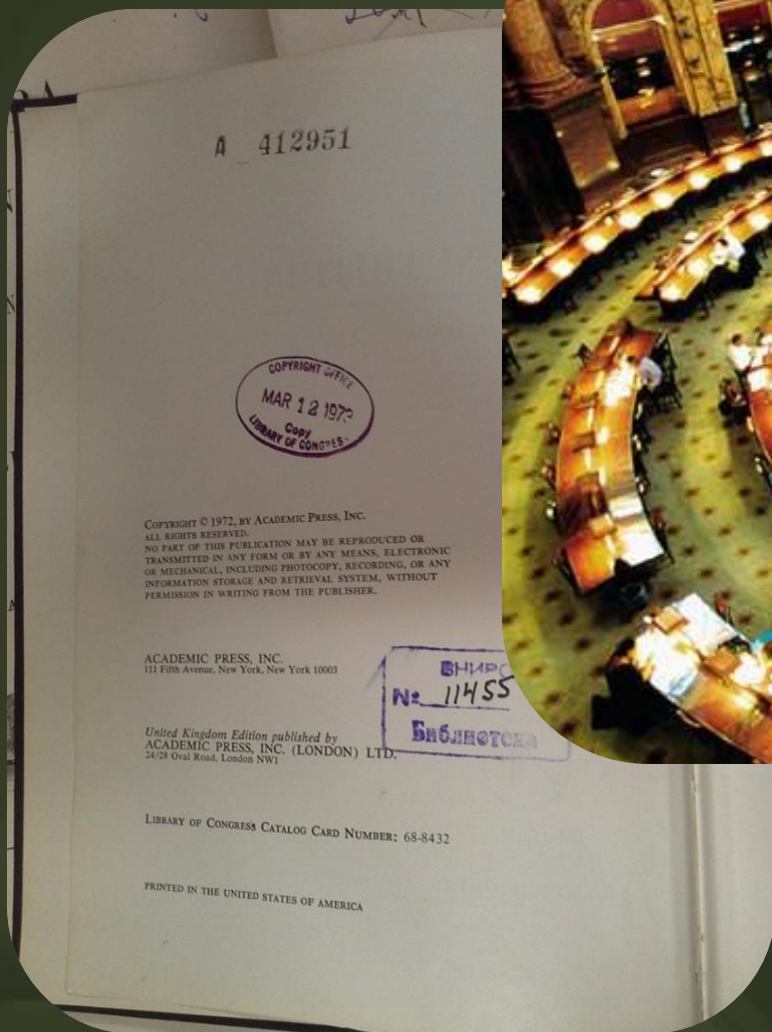 A 412951
COPYRIGHT OFFICE
MAR 12 197
Copy
LIBRARY OF CONGRES
COPYRIGHT © 1972, BY ACADEMIC PRESS, INC.
ALL RIGHTS RESERVED.
NO PART OF THIS PUBLICATION MAY BE REPRODUCED OR
TRANSMITTED IN ANY FORM OR BY ANY MEANS, ELECTRONIC
OR MECHANICAL, INCLUDING PHOTOCOPY, RECORDING, OR ANY
INFORMATION STORAGE AND RETRIEVAL SYSTEM, WITHOUT
PERMISSION IN WRITING FROM THE PUBLISHER.
ACADEMIC PRESS, INC.
111 Fifth Avenue, New York, New York 10003
ВНИРО
№ 11455
Библиотека
United Kingdom Edition published by
ACADEMIC PRESS, INC. (LONDON) LTD.
24/28 Oval Road, London NW1
LIBRARY OF CONGRESS CATALOG CARD NUMBER: 68-8432
PRINTED IN THE UNITED STATES OF AMERICA